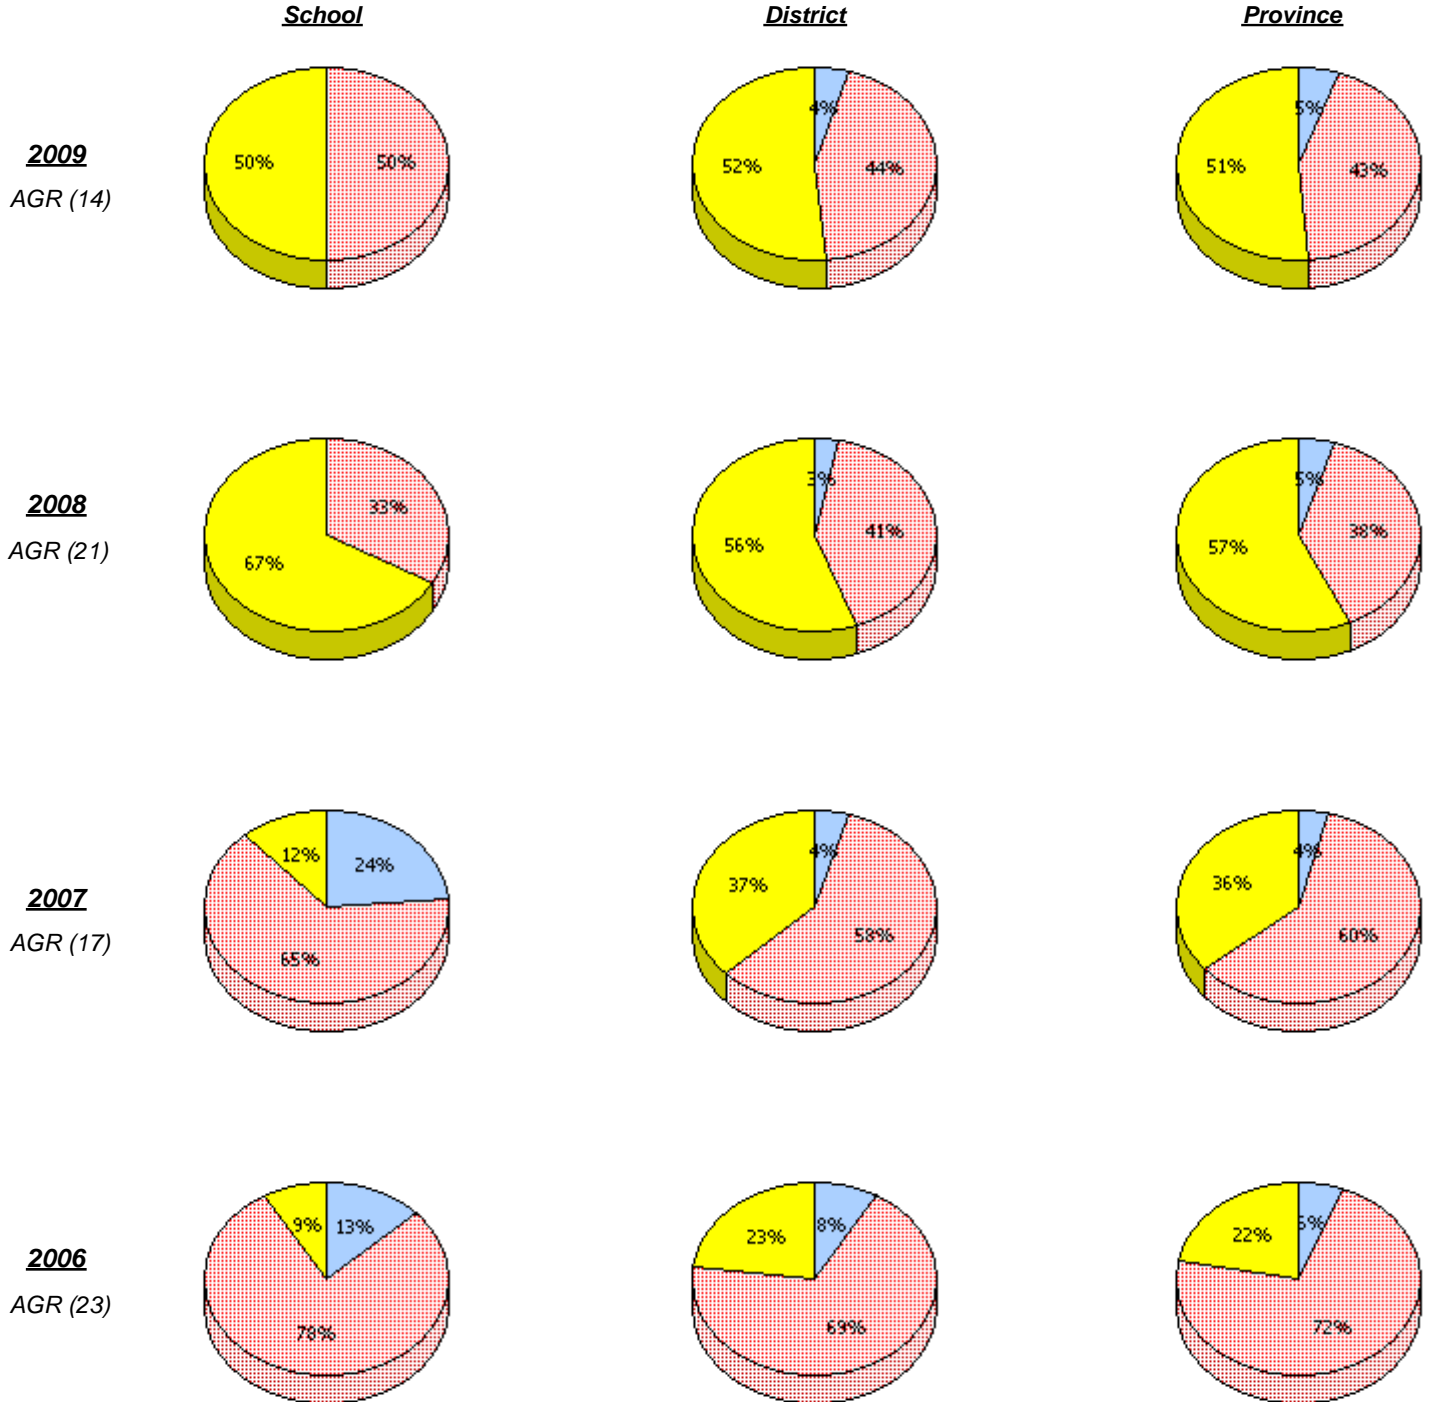 School District Province
2009
AGR (14)
50% 50%
52% 4% 44%
51% 5% 43%
2008
AGR (21)
67% 33%
56% 3% 41%
57% 5% 38%
2007
AGR (17)
12% 24% 65%
37% 4% 58%
36% 4% 60%
2006
AGR (23)
9% 13% 78%
23% 8% 69%
22% 72%